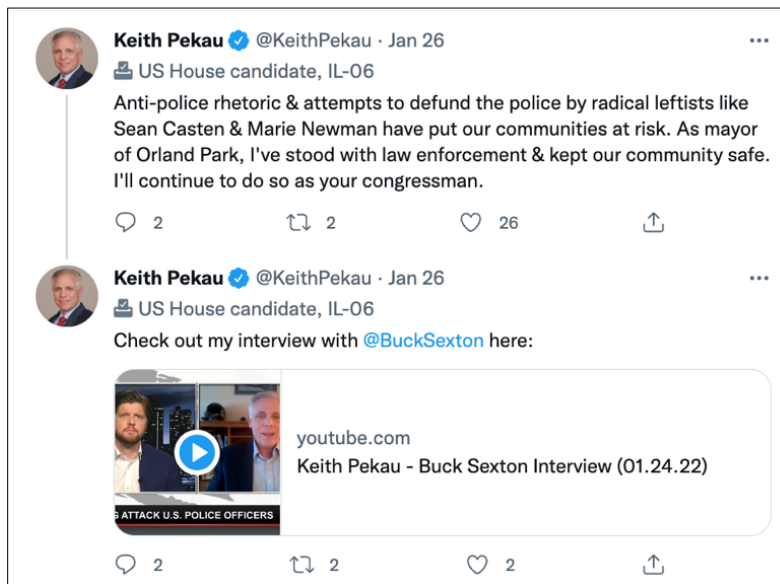 Keith Pekau @KeithPekau · Jan 26
US House candidate, IL-06
Anti-police rhetoric & attempts to defund the police by radical leftists like
Sean Casten & Marie Newman have put our communities at risk. As mayor
of Orland Park, I've stood with law enforcement & kept our community safe.
I'll continue to do so as your congressman.
2 2 26
Keith Pekau @KeithPekau · Jan 26
US House candidate, IL-06
Check out my interview with @BuckSexton here:
youtube.com
Keith Pekau - Buck Sexton Interview (01.24.22)
S ATTACK U.S. POLICE OFFICERS
2 2 2